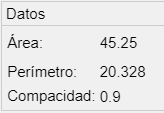 Datos
Área: 45.25
Perímetro: 20.328
Compacidad: 0.9